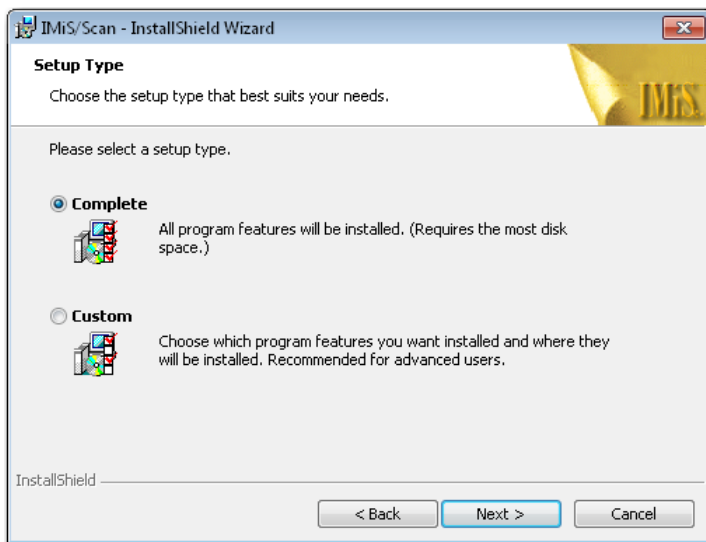 IMiS/Scan - InstallShield Wizard
Setup Type
Choose the setup type that best suits your needs.
IMiS
Please select a setup type.
Complete
All program features will be installed. (Requires the most disk
space.)
Custom
Choose which program features you want installed and where they
will be installed. Recommended for advanced users.
InstallShield
< Back
Next >
Cancel